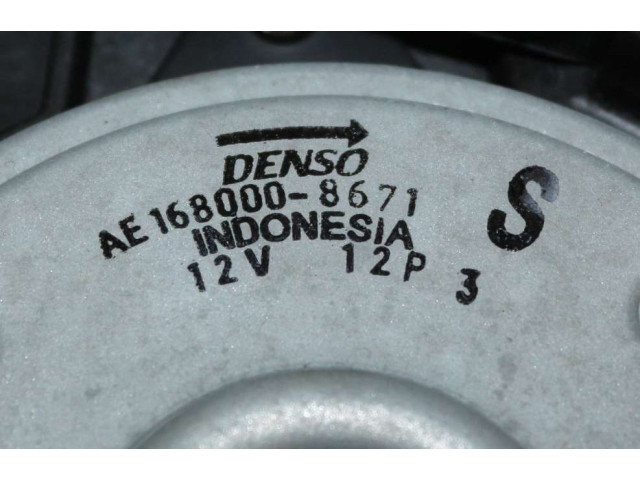 DENSO
AE168000-8671
INDONESIA
12V 12P 3
S